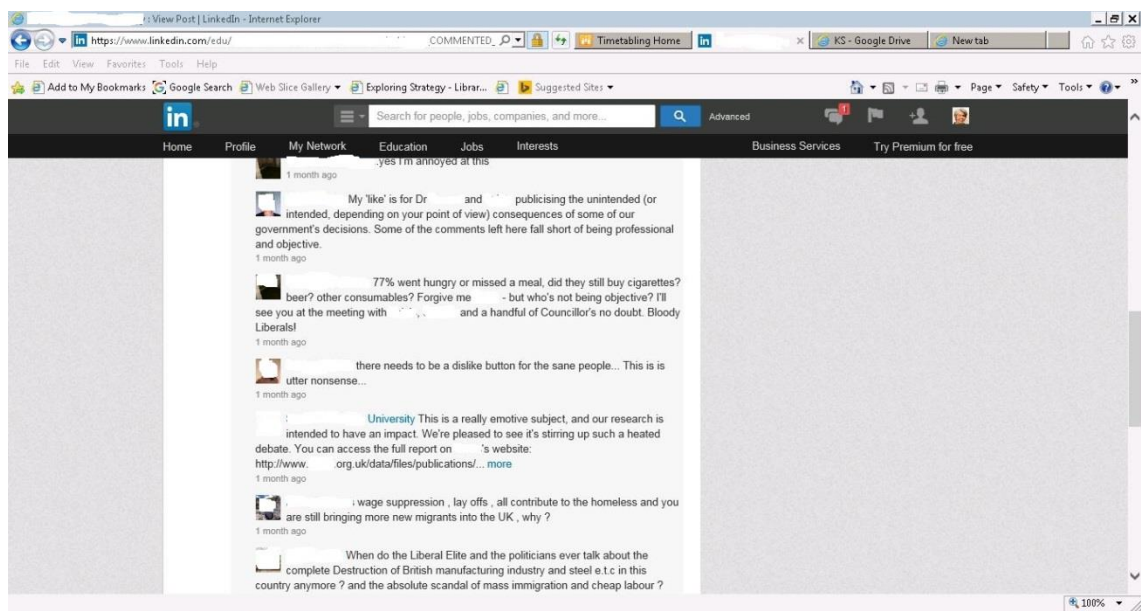 : View Post | LinkedIn - Internet Explorer
https://www.linkedin.com/edu/ COMMENTED_
Timetabling Home
KS - Google Drive
New tab
File Edit View Favorites Tools Help
Add to My Bookmarks Google Search Web Slice Gallery Exploring Strategy - Librar... Suggested Sites Page Safety Tools
in Search for people, jobs, companies, and more... Advanced 1
Home Profile My Network Education Jobs Interests Business Services Try Premium for free
.yes I'm annoyed at this
1 month ago
My 'like' is for Dr and publicising the unintended (or
intended, depending on your point of view) consequences of some of our
government's decisions. Some of the comments left here fall short of being professional
and objective.
1 month ago
77% went hungry or missed a meal, did they still buy cigarettes?
beer? other consumables? Forgive me - but who's not being objective? I'll
see you at the meeting with , and a handful of Councillor's no doubt. Bloody
Liberals!
1 month ago
there needs to be a dislike button for the sane people... This is is
utter nonsense...
1 month ago
University This is a really emotive subject, and our research is
intended to have an impact. We're pleased to see it's stirring up such a heated
debate. You can access the full report on 's website:
http://www. .org.uk/data/files/publications/... more
1 month ago
wage suppression , lay offs , all contribute to the homeless and you
are still bringing more new migrants into the UK , why ?
1 month ago
When do the Liberal Elite and the politicians ever talk about the
complete Destruction of British manufacturing industry and steel e.t.c in this
country anymore ? and the absolute scandal of mass immigration and cheap labour ?
100%